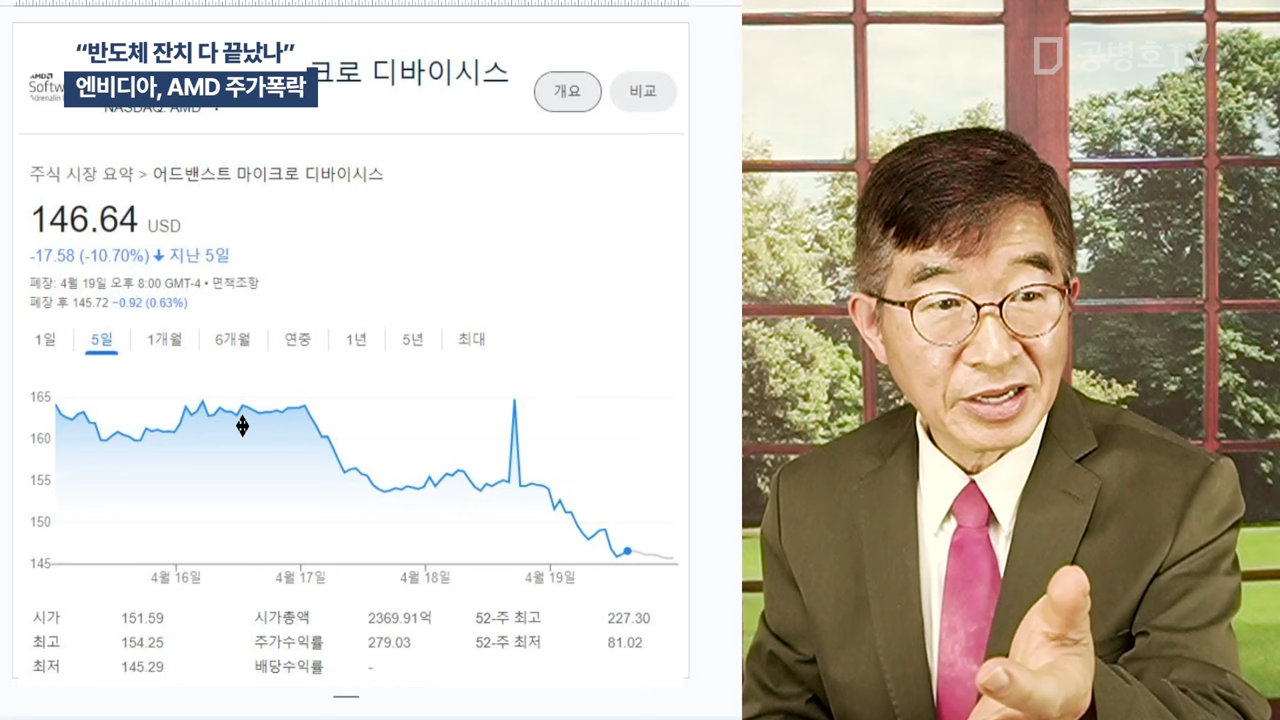 “반도체 잔치 다 끝났나”
엔비디아, AMD 주가폭락
크로 디바이시스
AMD
Softw
Adrenalin
NASDAQ: AMD
개요
비교
공병호TV
주식 시장 요약 > 어드밴스트 마이크로 디바이시스
146.64 USD
-17.58 (-10.70%) ↓ 지난 5일
폐장: 4월 19일 오후 8:00 GMT-4 • 면책조항
폐장 후 145.72 -0.92 (0.63%)
1일 5일 1개월 6개월 연중 1년 5년 최대
165
160
155
150
145
4월 16일 4월 17일 4월 18일 4월 19일
시가 151.59 시가총액 2369.91억 52-주 최고 227.30
최고 154.25 주가수익률 279.03 52-주 최저 81.02
최저 145.29 배당수익률 -